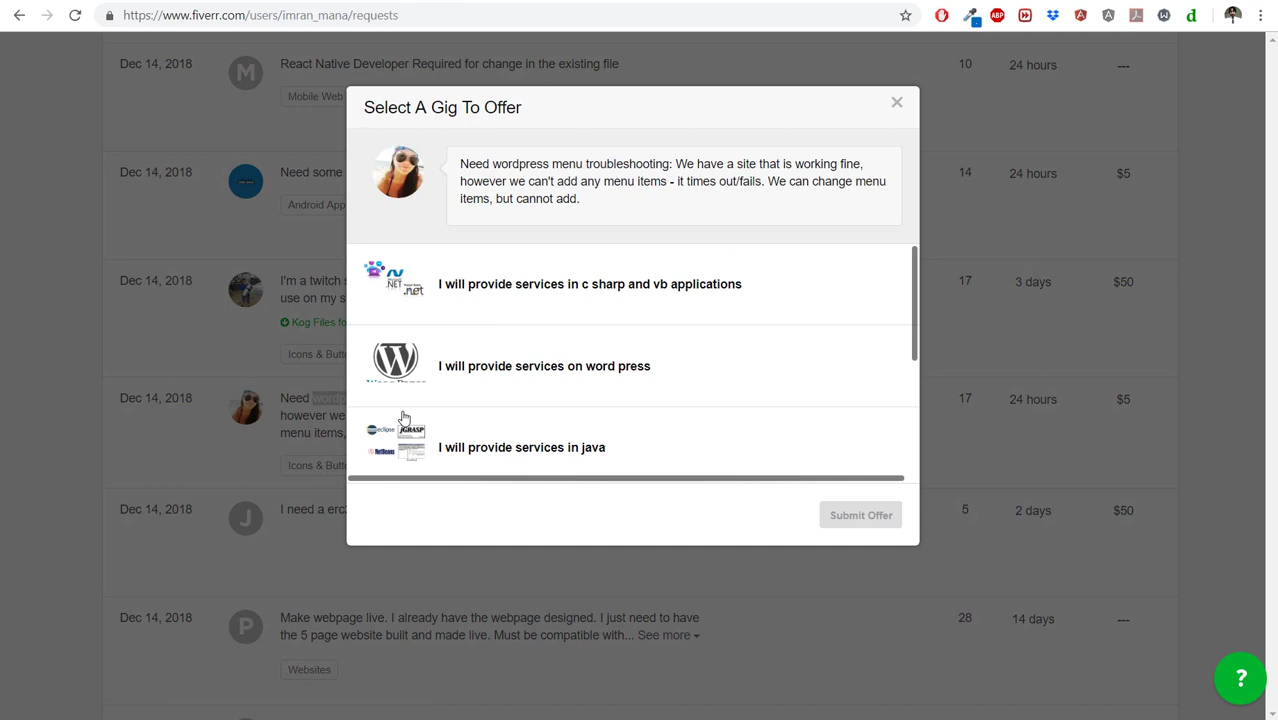 https://www.fiverr.com/users/imran_mana/requests
ABP
W
d
Dec 14, 2018
M
React Native Developer Required for change in the existing file
10
24 hours
---
Mobile Web
Select A Gig To Offer
Need wordpress menu troubleshooting: We have a site that is working fine,
however we can't add any menu items - it times out/fails. We can change menu
items, but cannot add.
Dec 14, 2018
Need some
14
24 hours
$5
Android App
Dec 14, 2018
I'm a twitch s
use on my s
17
3 days
$50
Kog Files fo
Icons & Butt
.NET
.net
I will provide services in c sharp and vb applications
W
I will provide services on word press
Dec 14, 2018
Need wordp
however we
menu items,
17
24 hours
$5
Icons & Butt
eclipse
jGRASP
NetBeans
I will provide services in java
Submit Offer
Dec 14, 2018
J
I need a erc
5
2 days
$50
Dec 14, 2018
P
Make webpage live. I already have the webpage designed. I just need to have
the 5 page website built and made live. Must be compatible with... See more
28
14 days
---
Websites
?